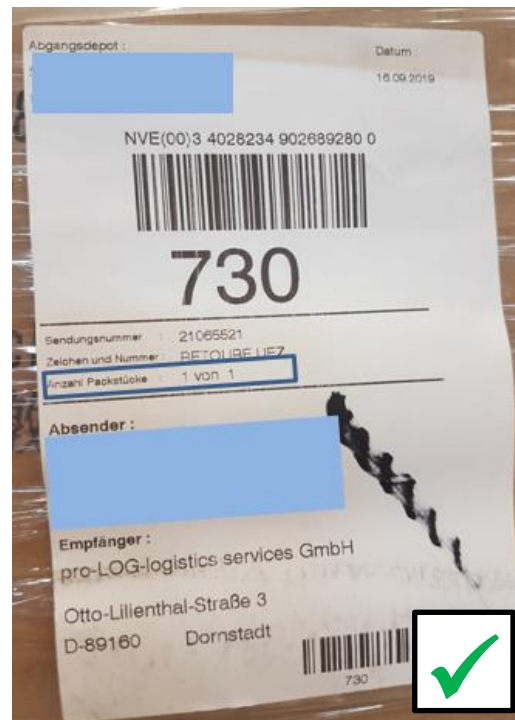 Abgangsdepot :
Datum :
16.09.2019
NVE(00)3 4028234 902689280 0
730
Sendungsnummer : 21065521
Zeichen und Nummer : RETOURE UEZ
Anzahl Packstücke : 1 von 1
Absender :
Empfänger :
pro-LOG-logistics services GmbH
Otto-Lilienthal-Straße 3
D-89160 Dornstadt
730